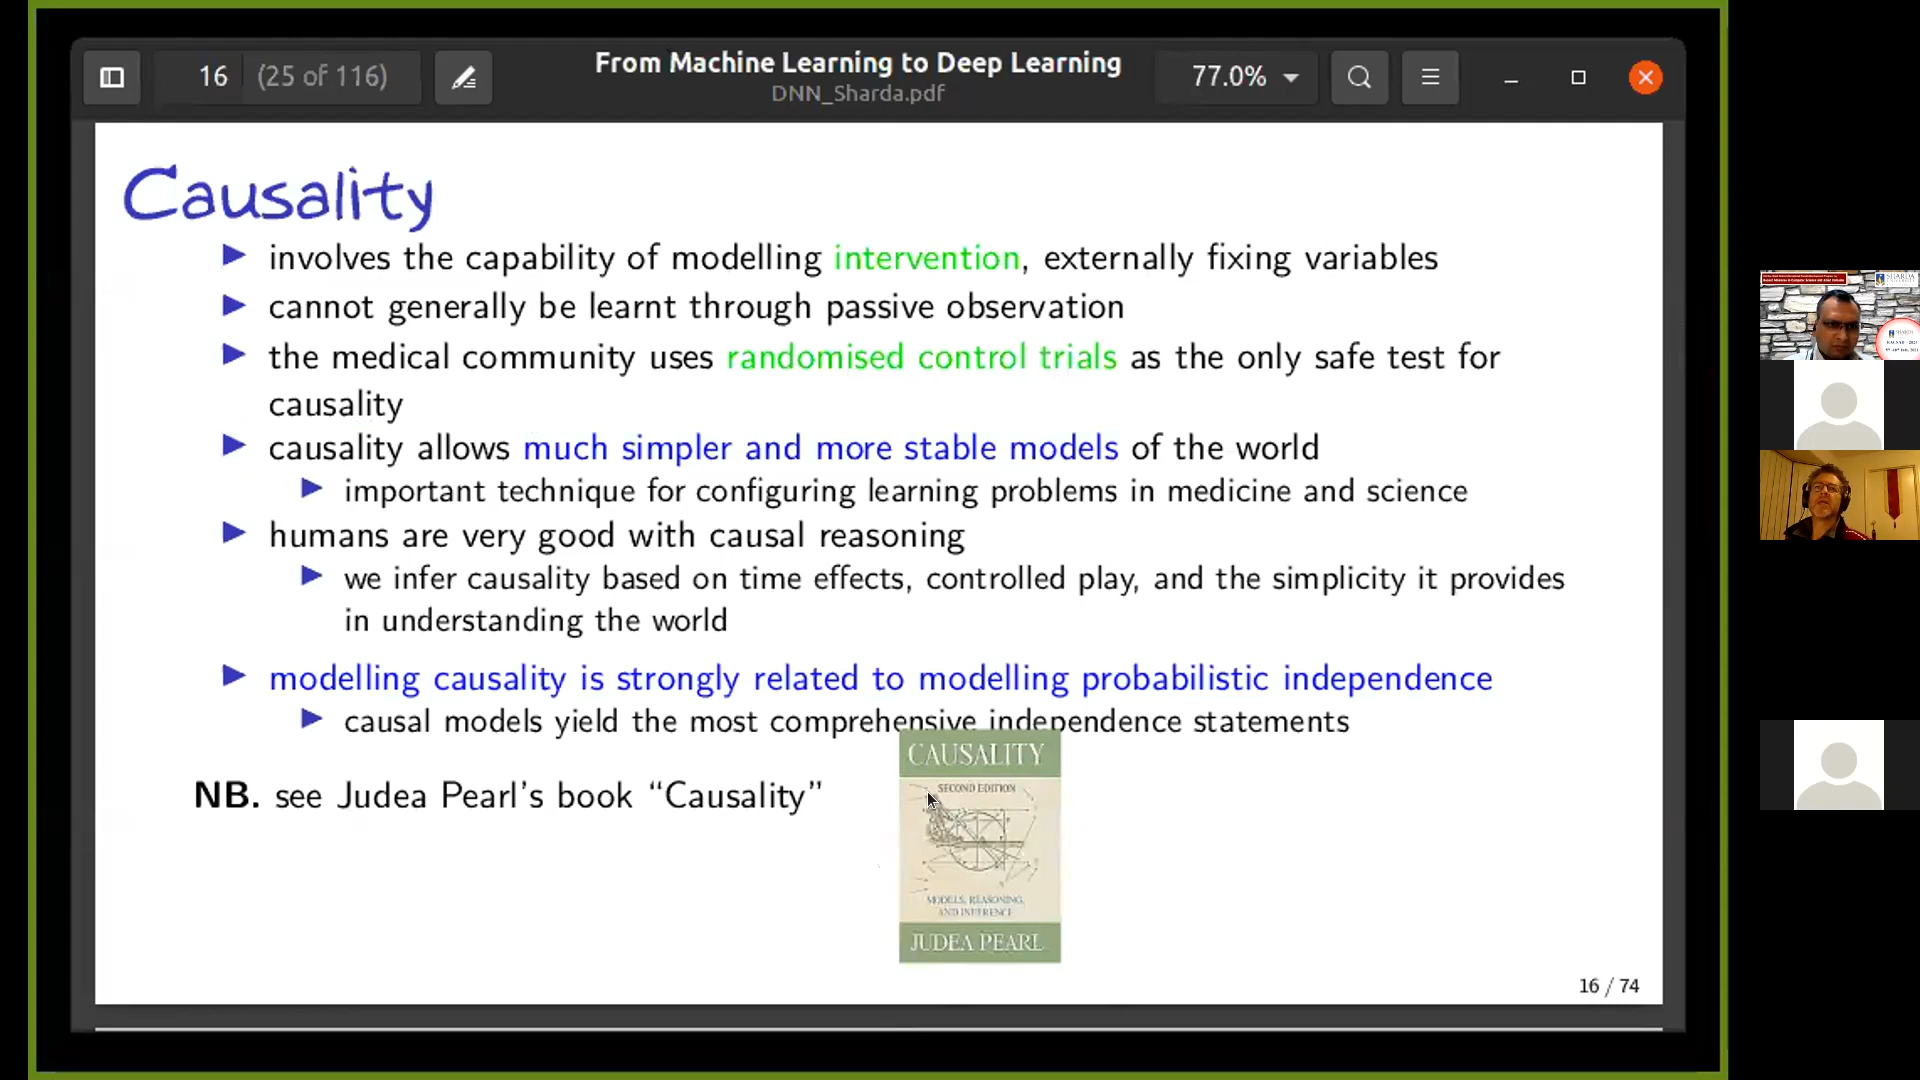 16 (25 of 116)
From Machine Learning to Deep Learning
DNN_Sharda.pdf
77.0%
Causality
involves the capability of modelling intervention, externally fixing variables
cannot generally be learnt through passive observation
the medical community uses randomised control trials as the only safe test for
causality
causality allows much simpler and more stable models of the world
important technique for configuring learning problems in medicine and science
humans are very good with causal reasoning
we infer causality based on time effects, controlled play, and the simplicity it provides
in understanding the world
modelling causality is strongly related to modelling probabilistic independence
causal models yield the most comprehensive independence statements
NB. see Judea Pearl's book “Causality”
CAUSALITY
SECOND EDITION
MODELS, REASONING,
AND INFERENCE
JUDEA PEARL
16 / 74
SHARDA